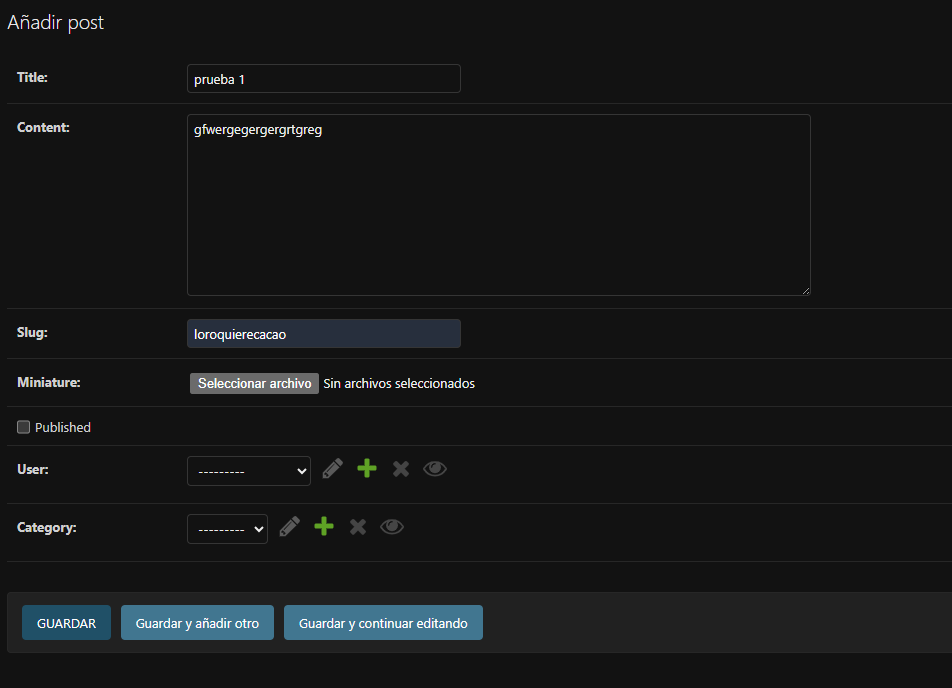 Añadir post
Title:
prueba 1
Content:
gfwergegergergrtgreg
Slug:
loroquierecacao
Miniature:
Seleccionar archivo Sin archivos seleccionados
Published
User:
---------
Category:
---------
GUARDAR
Guardar y añadir otro
Guardar y continuar editando